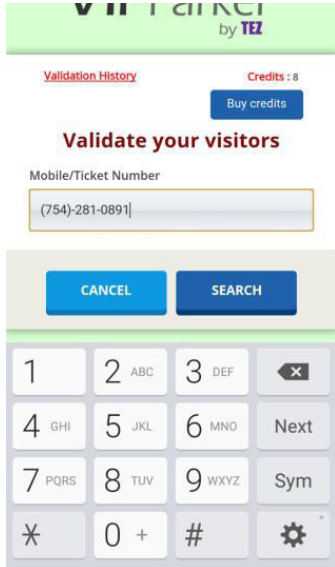 by TEZ
Validation History
Credits : 8
Buy credits
Validate your visitors
Mobile/Ticket Number
(754)-281-0891
CANCEL SEARCH
1 2 ABC 3 DEF
4 GHI 5 JKL 6 MNO Next
7 PQRS 8 TUV 9 WXYZ Sym
* 0 + #